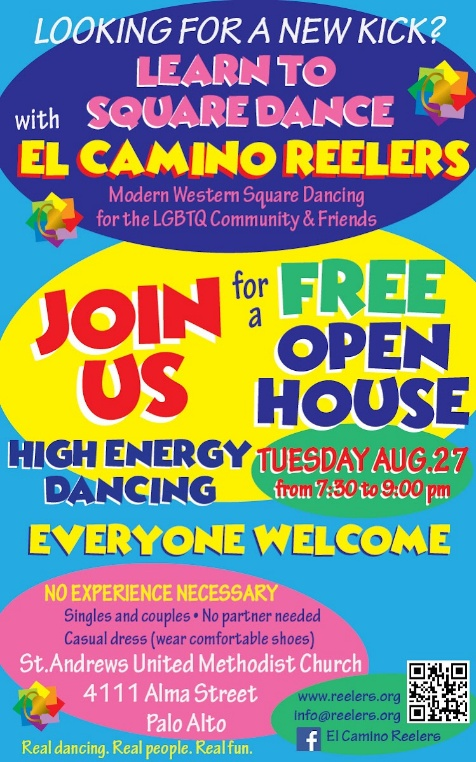 LOOKING FOR A NEW KICK?
LEARN TO
with SQUARE DANCE
EL CAMINO REELERS
Modern Western Square Dancing
for the LGBTQ Community & Friends
JOIN US
for a FREE
OPEN
HOUSE
HIGH ENERGY
DANCING
TUESDAY AUG.27
from 7:30 to 9:00 pm
EVERYONE WELCOME
NO EXPERIENCE NECESSARY
Singles and couples • No partner needed
Casual dress (wear comfortable shoes)
St.Andrews United Methodist Church
4111 Alma Street
Palo Alto
Real dancing. Real people. Real fun.
www.reelers.org
info@reelers.org
f El Camino Reelers